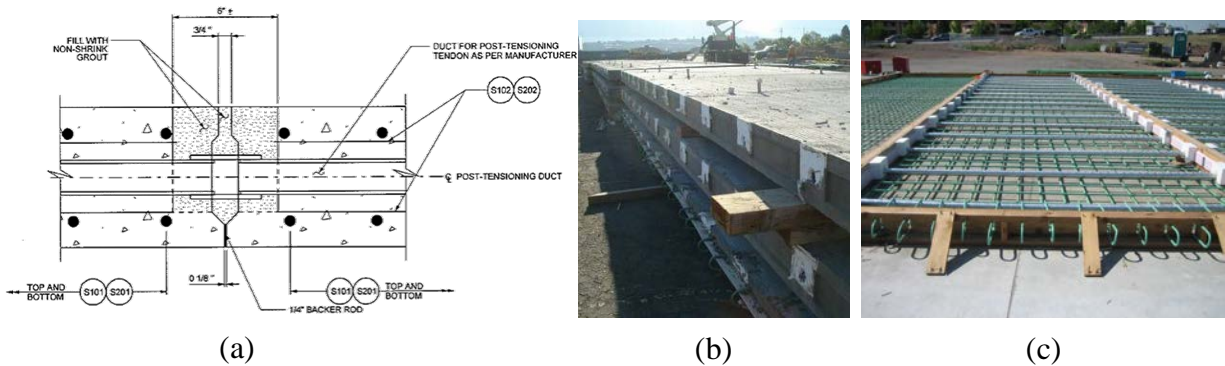 6" ±
3/4 "
FILL WITH
NON-SHRINK
GROUT
DUCT FOR POST-TENSIONING
TENDON AS PER MANUFACTURER
S102 S202
℄ POST-TENSIONING DUCT
0 1/8 "
TOP AND
BOTTOM
S101 S201
S101 S201
TOP AND
BOTTOM
1/4" BACKER ROD
(a)
(b)
(c)